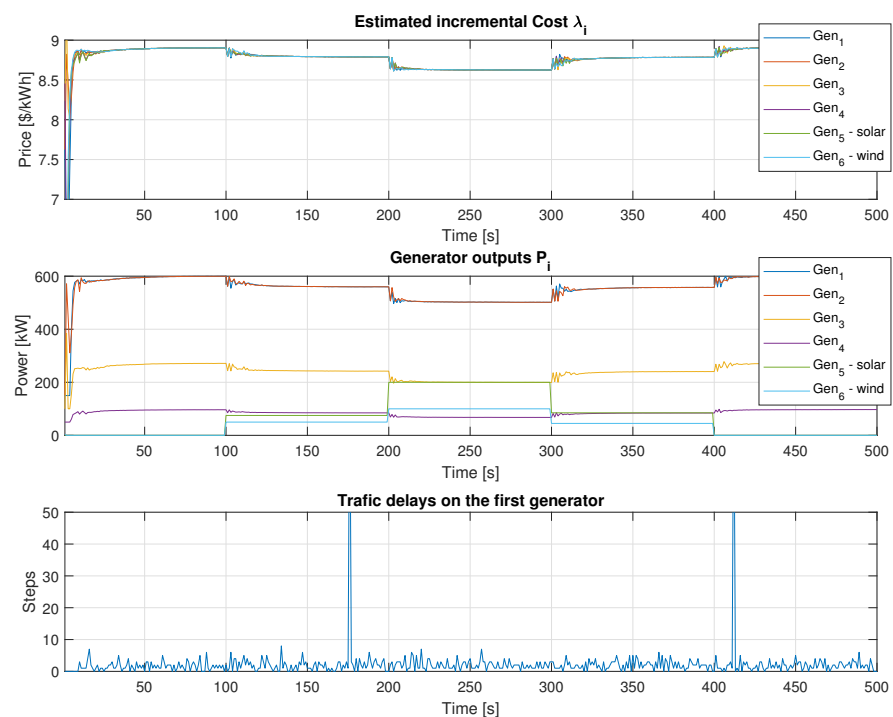 Estimated incremental Cost λi
Price [$/kWh]
9
8.5
8
7.5
7
50 100 150 200 250 300 350 400 450 500
Time [s]
Gen1
Gen2
Gen3
Gen4
Gen5 - solar
Gen6 - wind
Generator outputs Pi
Power [kW]
600
400
200
0
50 100 150 200 250 300 350 400 450 500
Time [s]
Gen1
Gen2
Gen3
Gen4
Gen5 - solar
Gen6 - wind
Trafic delays on the first generator
Steps
50
40
30
20
10
0
50 100 150 200 250 300 350 400 450 500
Time [s]